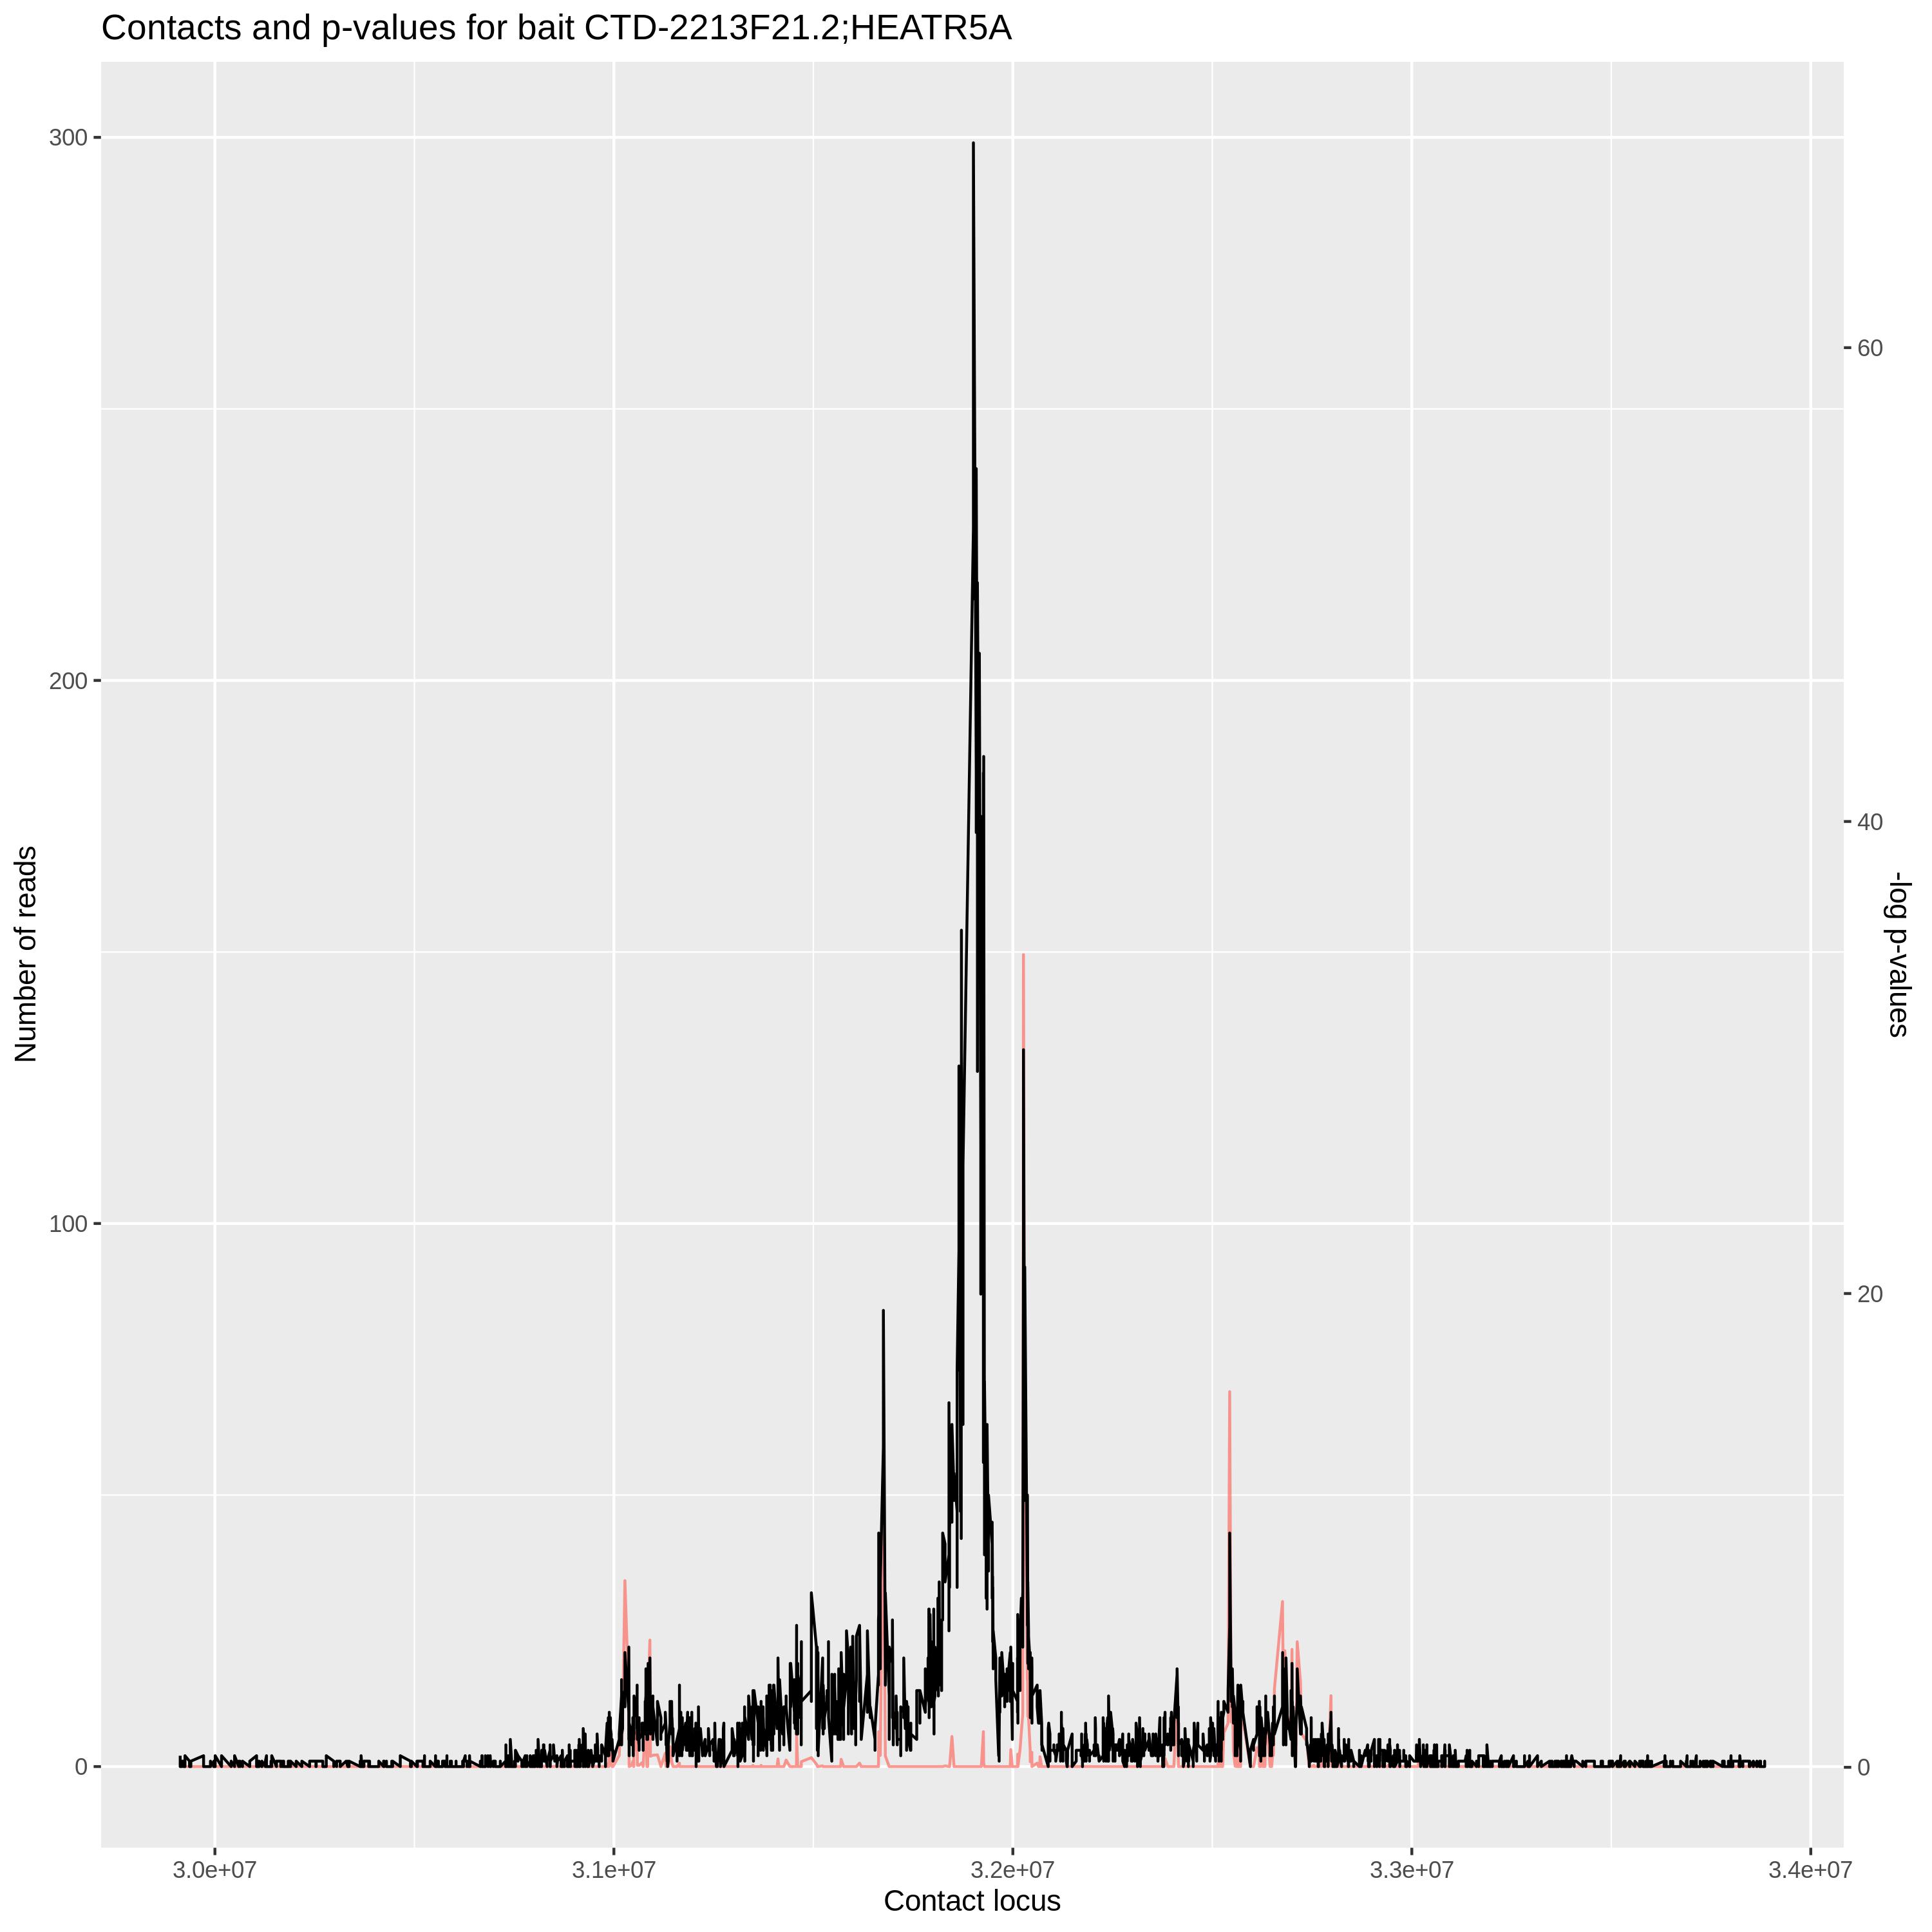 Contacts and p-values for bait CTD-2213F21.2;HEATR5A
300
200
100
0
Number of reads
60
40
20
0
-log p-values
3.0e+07 3.1e+07 3.2e+07 3.3e+07 3.4e+07
Contact locus